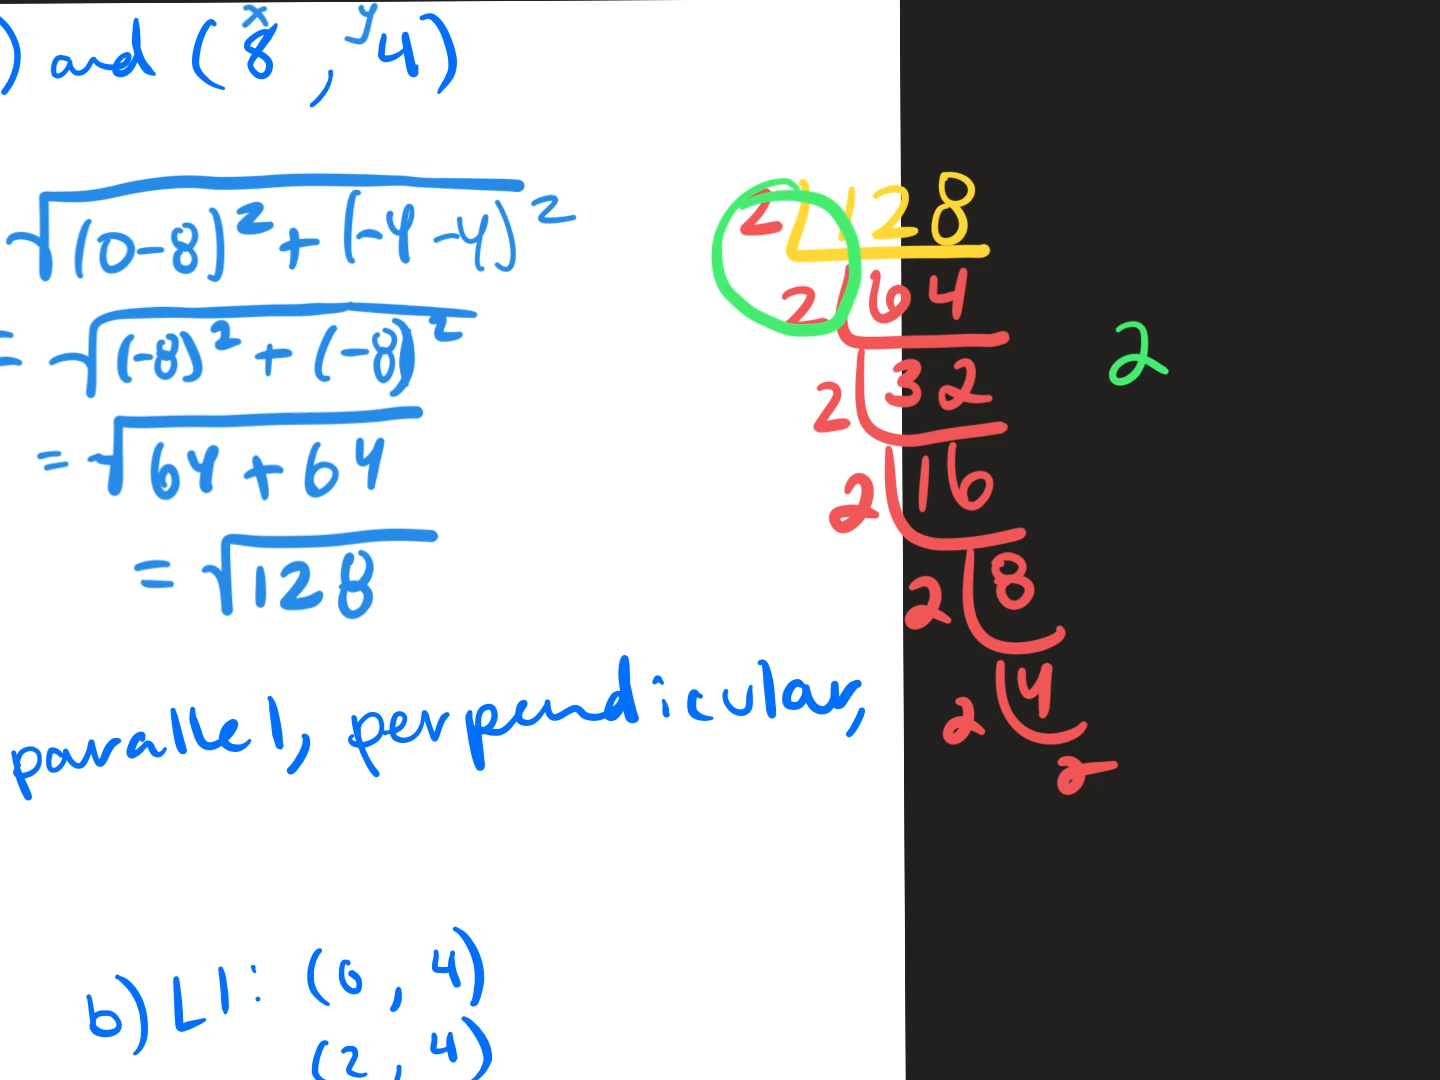 ) and (8, 4)
x y
√(0-8)² + (-4-4)²
= √(-8)² + (-8)²
= √64 + 64
= √128
2 128
2 64
2 32
2 16
2 8
2 4
2
2
parallel, perpendicular,
b) L1: (0, 4)
(2, 4)